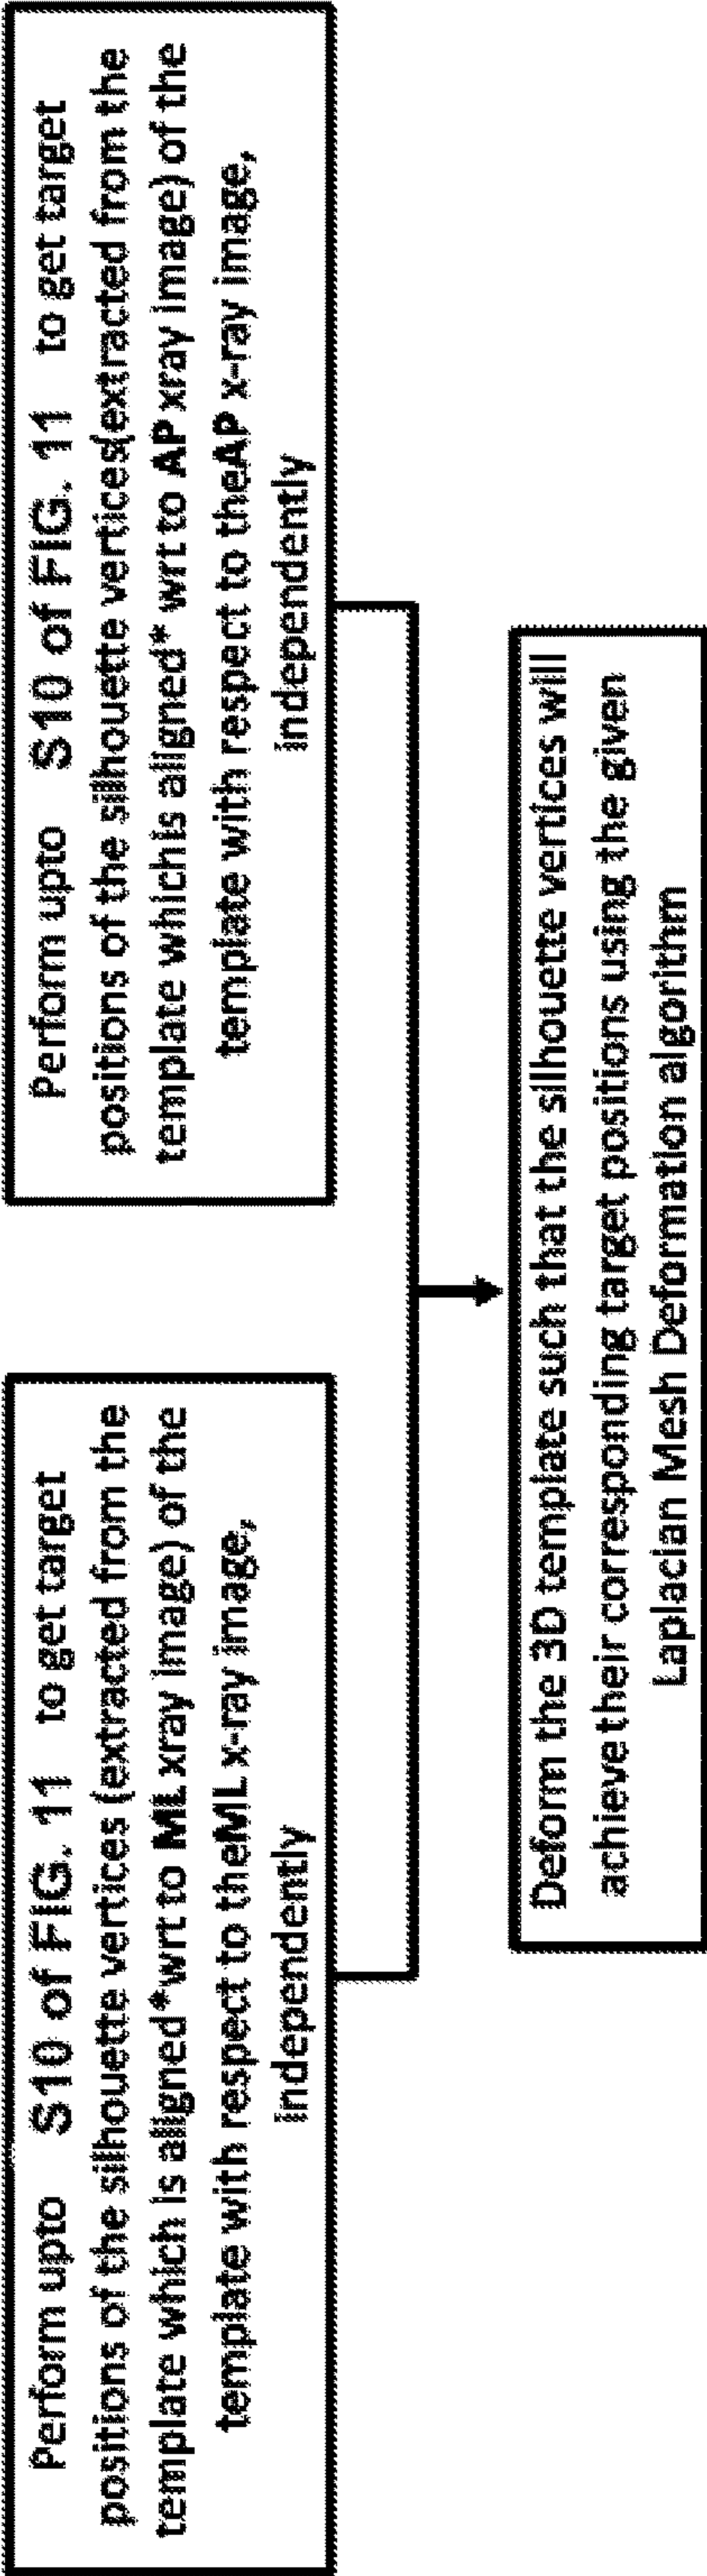 Perform upto S10 of FIG. 11 to get target
positions of the silhouette vertices (extracted from the
template which is aligned*wrt to ML xray image) of the
template with respect to theML x-ray image,
independently
Perform upto S10 of FIG. 11 to get target
positions of the silhouette vertices(extracted from the
template whichis aligned* wrt to AP xray image) of the
template with respect to theAP x-ray image,
independently
Deform the 3D template such that the silhouette vertices will
achieve their corresponding target positions using the given
Laplacian Mesh Deformation algorithm